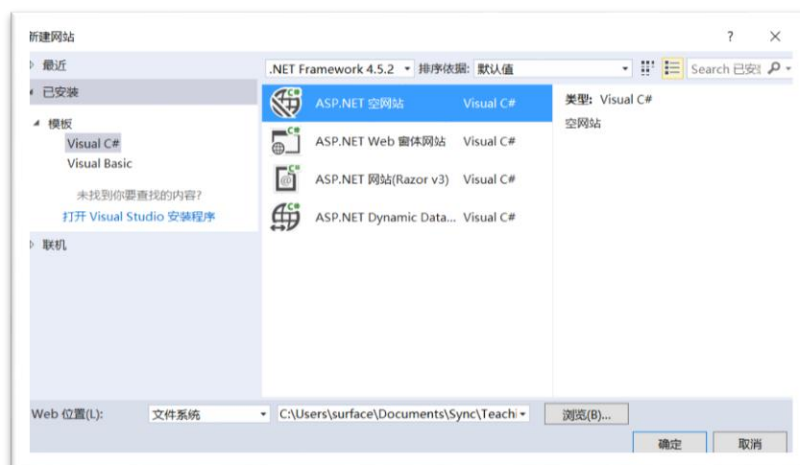 新建网站
? ×
最近
.NET Framework 4.5.2 排序依据: 默认值
Search 已安
已安装
模板
Visual C#
Visual Basic
未找到你要查找的内容?
打开 Visual Studio 安装程序
联机
ASP.NET 空网站 Visual C#
ASP.NET Web 窗体网站 Visual C#
ASP.NET 网站(Razor v3) Visual C#
ASP.NET Dynamic Data... Visual C#
类型: Visual C#
空网站
Web 位置(L): 文件系统 C:\Users\surface\Documents\Sync\Teachi 浏览(B)...
确定 取消